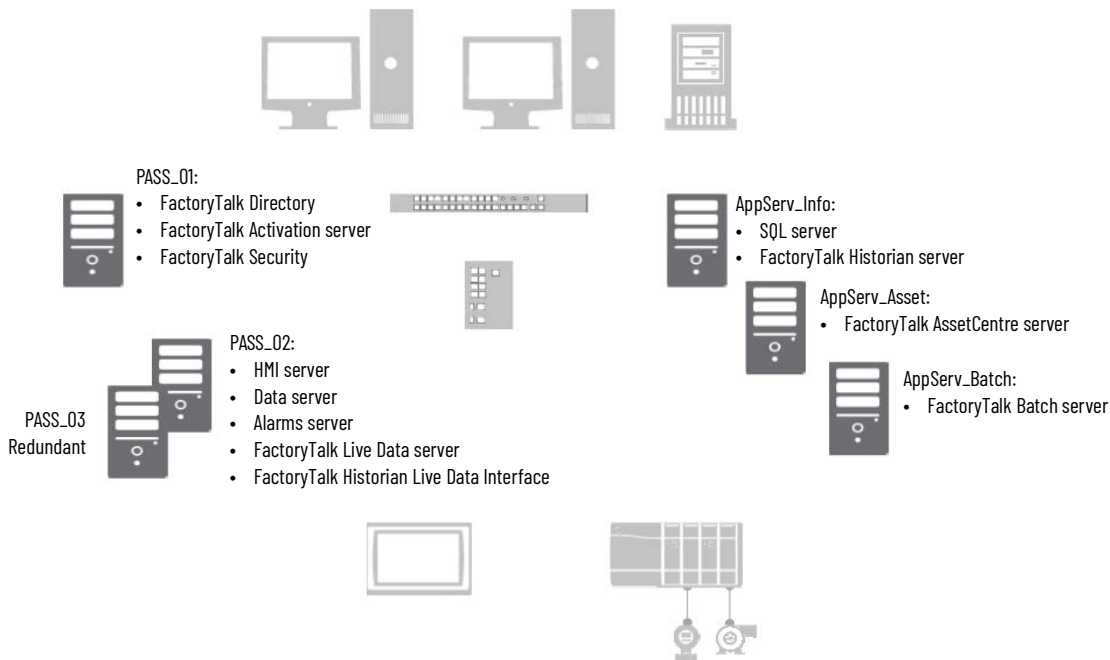 PASS_01:
• FactoryTalk Directory
• FactoryTalk Activation server
• FactoryTalk Security
AppServ_Info:
• SQL server
• FactoryTalk Historian server
AppServ_Asset:
• FactoryTalk AssetCentre server
PASS_02:
• HMI server
• Data server
• Alarms server
• FactoryTalk Live Data server
• FactoryTalk Historian Live Data Interface
PASS_03
Redundant
AppServ_Batch:
• FactoryTalk Batch server